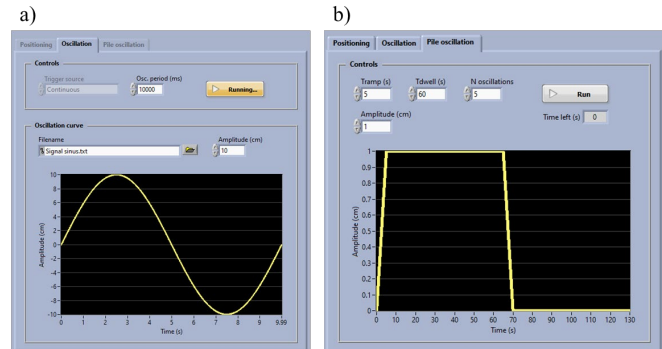 a)
Positioning Oscillation Pile oscillation
Controls
Trigger source
Continuous
Osc. period (ms)
10000
Running...
Oscillation curve
Filename
Signal sinus.txt
Amplitude (cm)
10
Amplitude (cm)
10
8
6
4
2
0
-2
-4
-6
-8
-10
0 1 2 3 4 5 6 7 8 9 9.99
Time (s)
b)
Positioning Oscillation Pile oscillation
Controls
Tramp (s) Tdwell (s) N oscillations
5 60 5
Run
Amplitude (cm)
1
Time left (s) 0
Amplitude (cm)
1
0.9
0.8
0.7
0.6
0.5
0.4
0.3
0.2
0.1
0
0 10 20 30 40 50 60 70 80 90 100 110 120 130
Time (s)